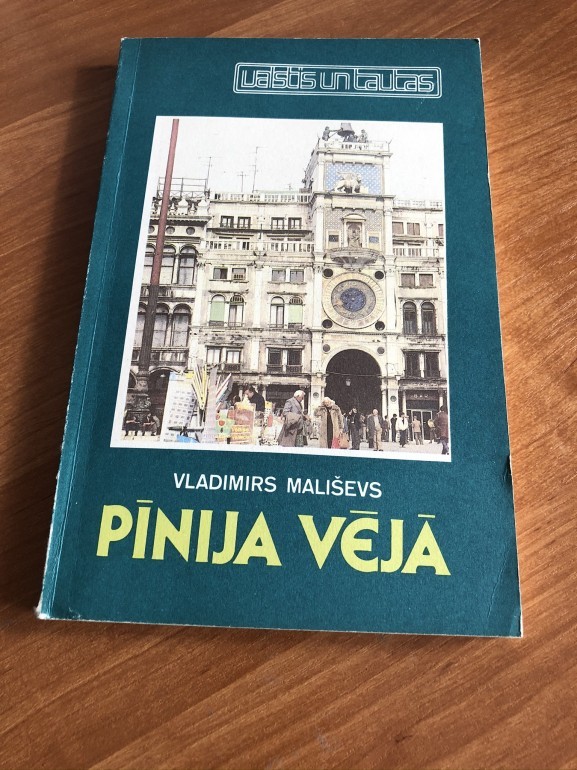 valstis un tautas
VLADIMIRS MALIŠEVS
PĪNIJA VĒJĀ